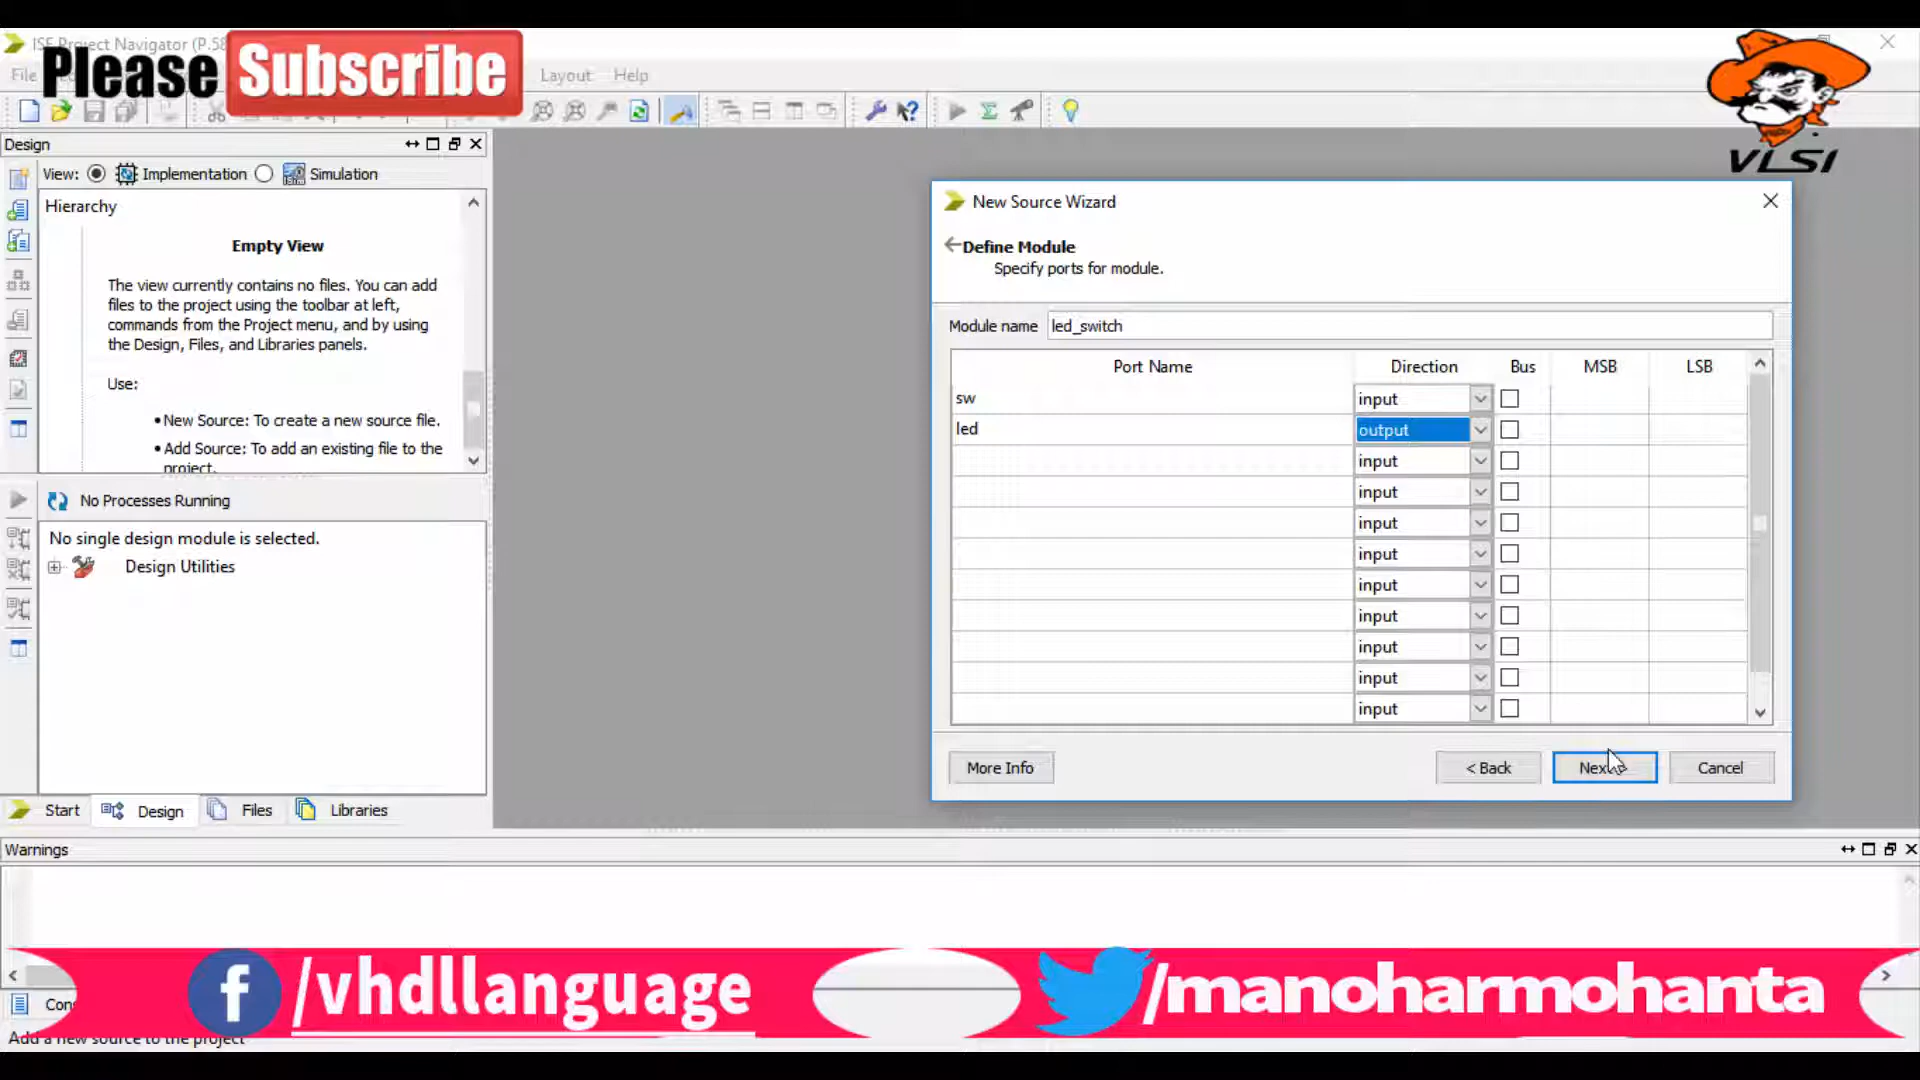 ISE Project Navigator (P.58
Please Subscribe
File
Layout Help
VLSI
Design
View: Implementation Simulation
Hierarchy
Empty View
The view currently contains no files. You can add
files to the project using the toolbar at left,
commands from the Project menu, and by using
the Design, Files, and Libraries panels.
Use:
•New Source: To create a new source file.
•Add Source: To add an existing file to the
project.
No Processes Running
No single design module is selected.
Design Utilities
Start Design Files Libraries
New Source Wizard
Define Module
Specify ports for module.
Module name led_switch
Port Name Direction Bus MSB LSB
sw input
led output
input
input
input
input
input
input
input
input
input
More Info < Back Next Cancel
Warnings
/vhdllanguage /manoharmohanta
Con
Add a new source to the project